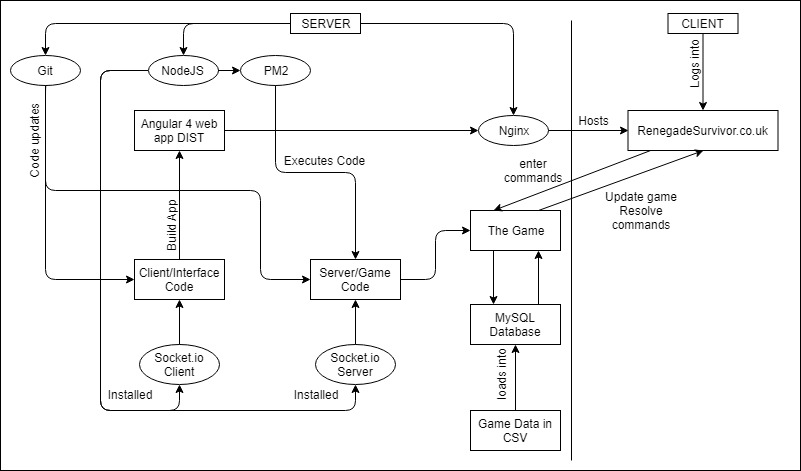 SERVER
CLIENT
Git
NodeJS
PM2
Logs into
Code updates
Angular 4 web
app DIST
Nginx
Hosts
RenegadeSurvivor.co.uk
Executes Code
enter
commands
Build App
Update game
Resolve
commands
The Game
Client/Interface
Code
Server/Game
Code
MySQL
Database
Socket.io
Client
Socket.io
Server
loads into
Installed
Installed
Game Data in
CSV